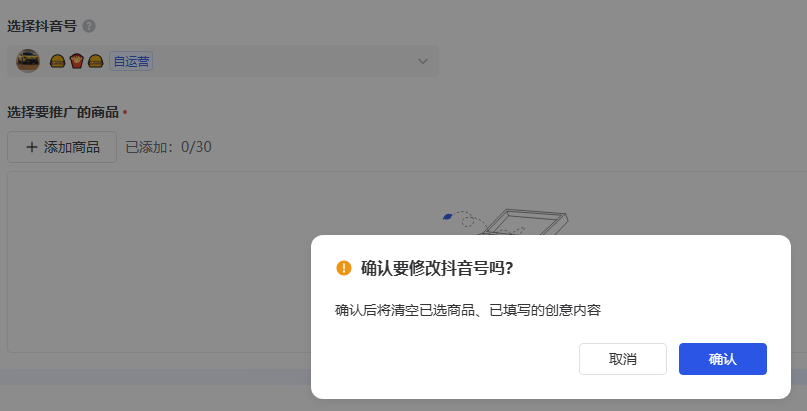 选择抖音号
🍔🍟🍔 自运营
选择要推广的商品
添加商品 已添加：0/30
确认要修改抖音号吗?
确认后将清空已选商品、已填写的创意内容
取消 确认